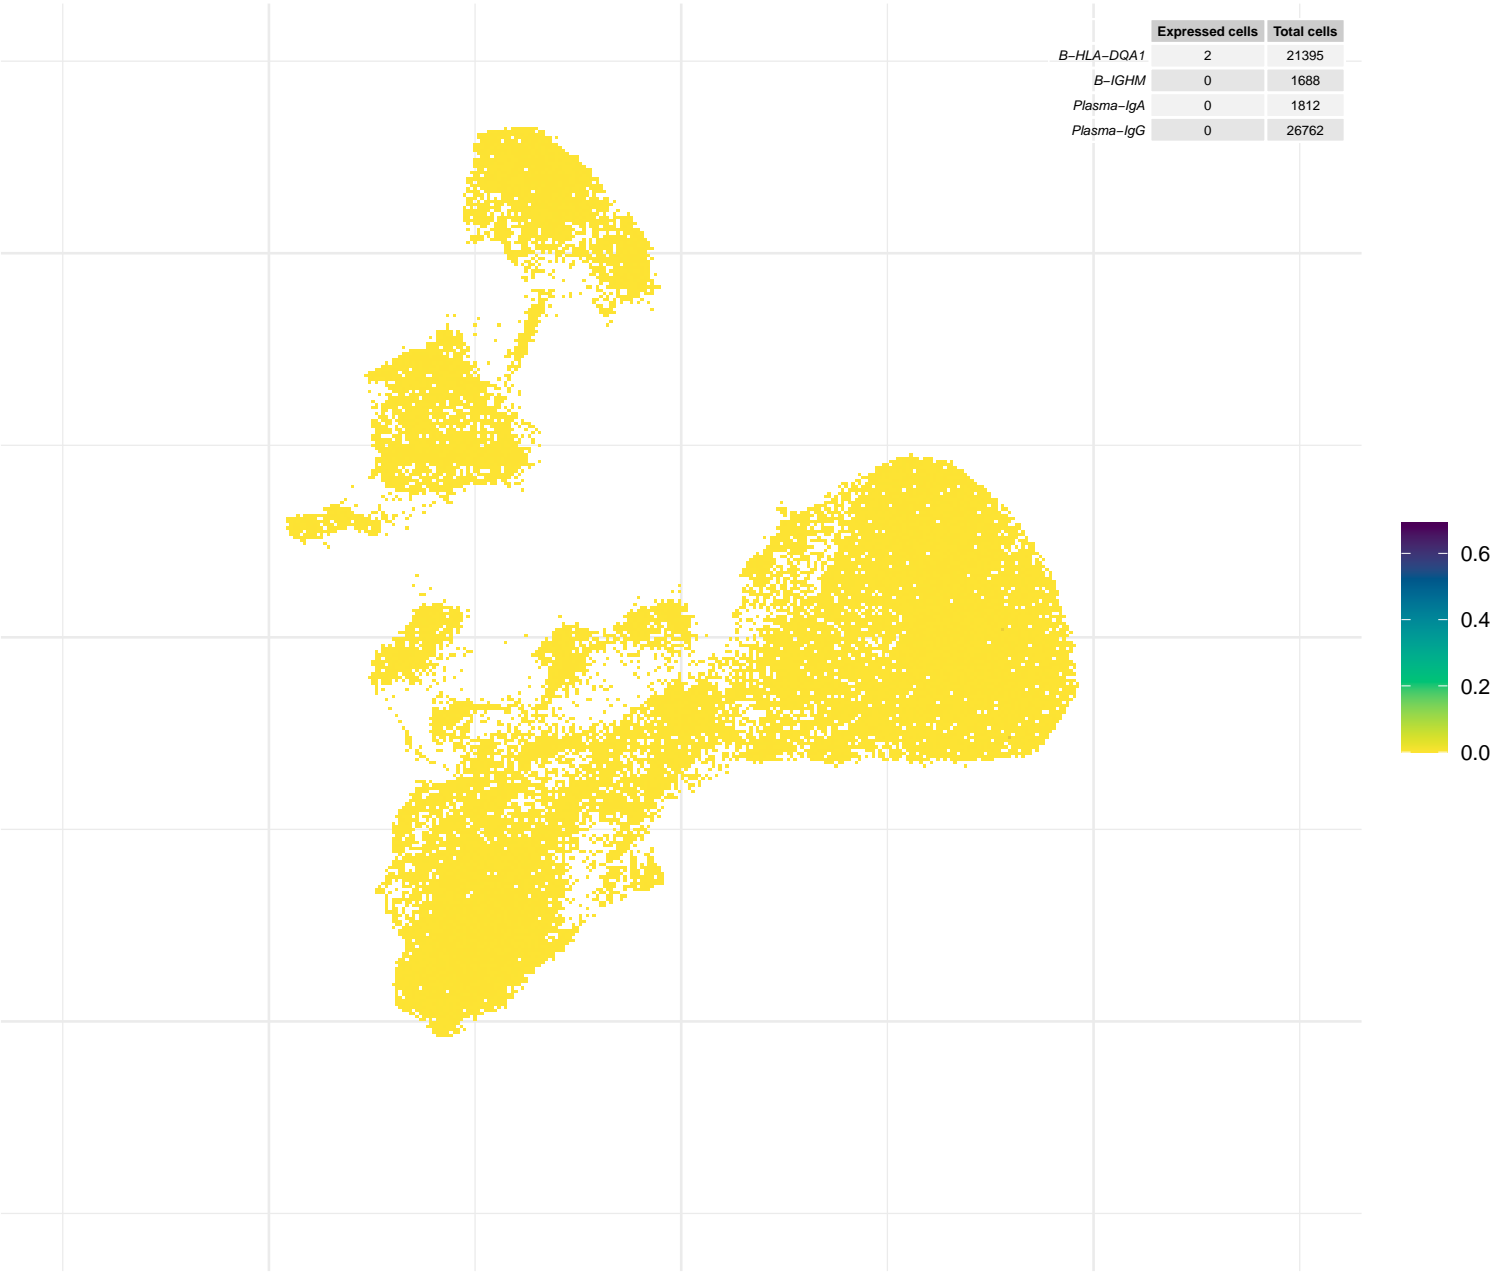 Expressed cells Total cells
B−HLA−DQA1 2 21395
B−IGHM 0 1688
Plasma−IgA 0 1812
Plasma−IgG 0 26762
0.6
0.4
0.2
0.0